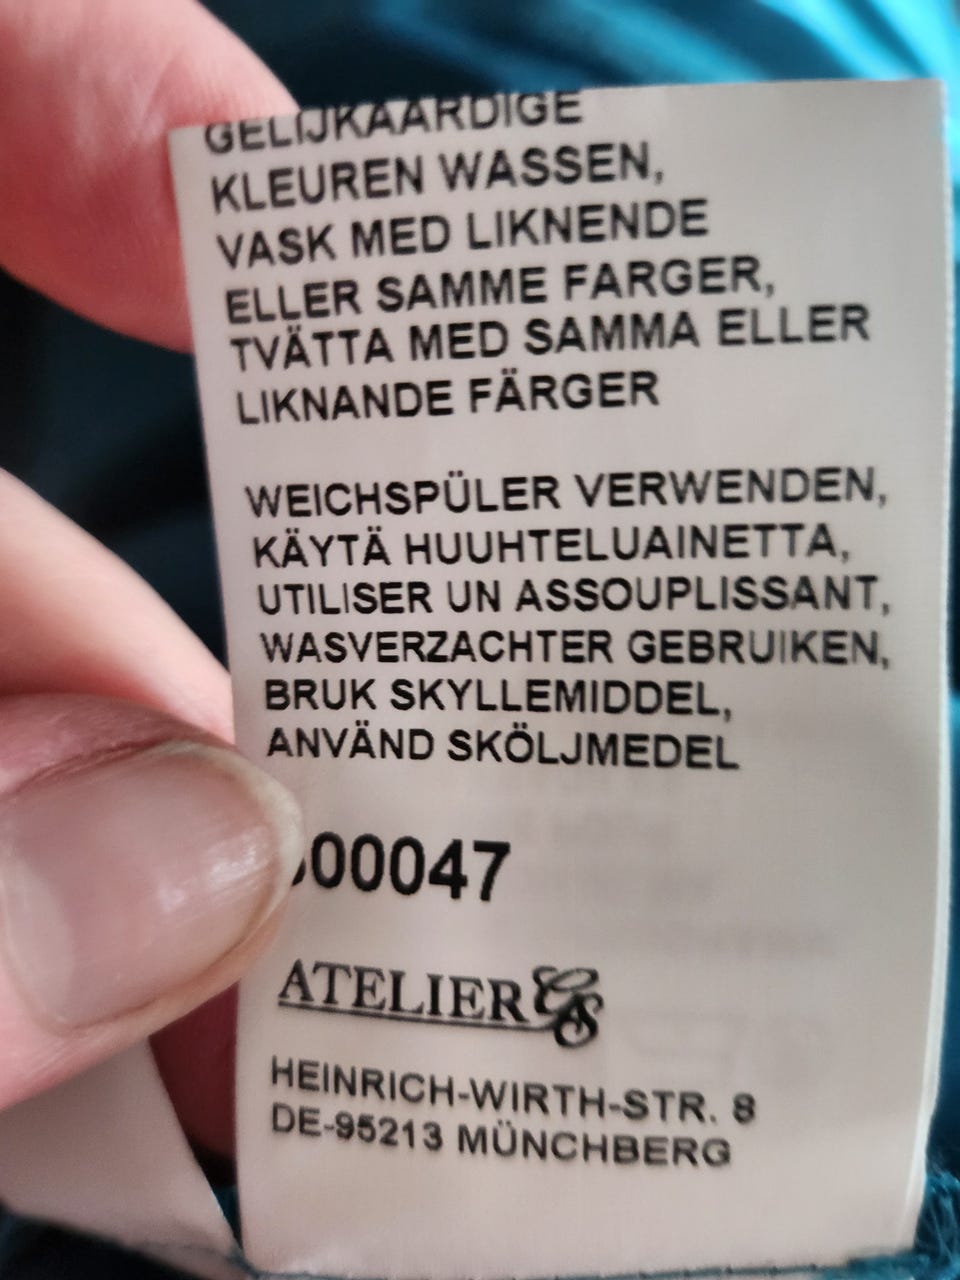 GELIJKAARDIGE
KLEUREN WASSEN,
VASK MED LIKNENDE
ELLER SAMME FARGER,
TVÄTTA MED SAMMA ELLER
LIKNANDE FÄRGER
WEICHSPÜLER VERWENDEN,
KÄYTÄ HUUHTELUAINETTA,
UTILISER UN ASSOUPLISSANT,
WASVERZACHTER GEBRUIKEN,
BRUK SKYLLEMIDDEL,
ANVÄND SKÖLJMEDEL
00047
ATELIER GS
HEINRICH-WIRTH-STR. 8
DE-95213 MÜNCHBERG